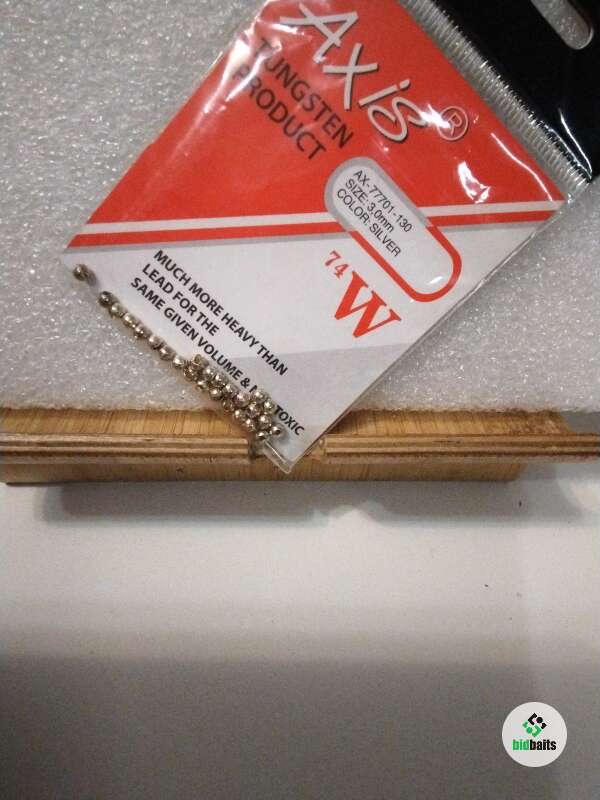 Axis®
TUNGSTEN
PRODUCT
AX-77701-130
SIZE:3.0mm
COLOR:SILVER
74
W
MUCH MORE HEAVY THAN
LEAD FOR THE
SAME GIVEN VOLUME & TOXIC
bidbaits